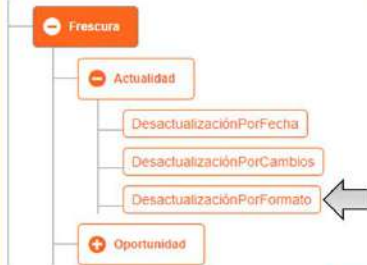 Frescura
Actualidad
DesactualizaciónPorFecha
DesactualizaciónPorCambios
DesactualizaciónPorFormato
Oportunidad